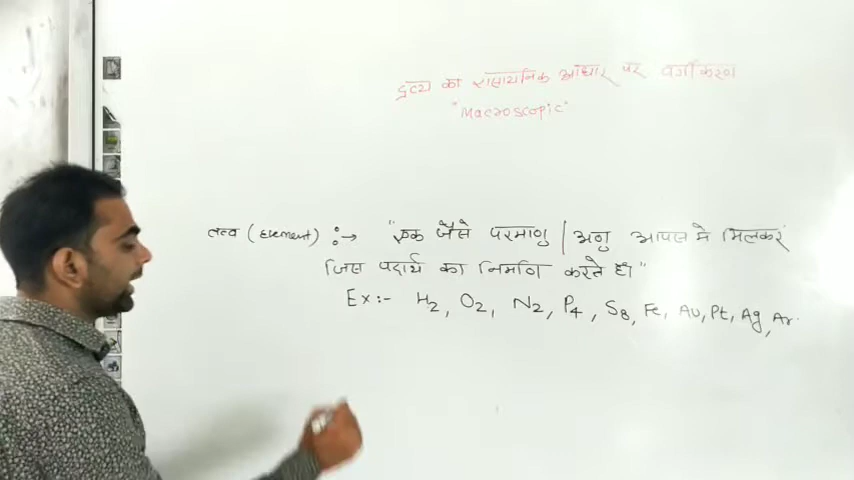 द्रव्य का रासायनिक आधार पर वर्गीकरण
"Macroscopic"
तत्व (Element) :→ "एक जैसे परमाणु | अणु आपस मे मिलकर
जिस पदार्थ का निर्माण करते है।"
Ex:- H₂, O₂, N₂, P₄, S₈, Fe, Au, Pt, Ag, Ar.